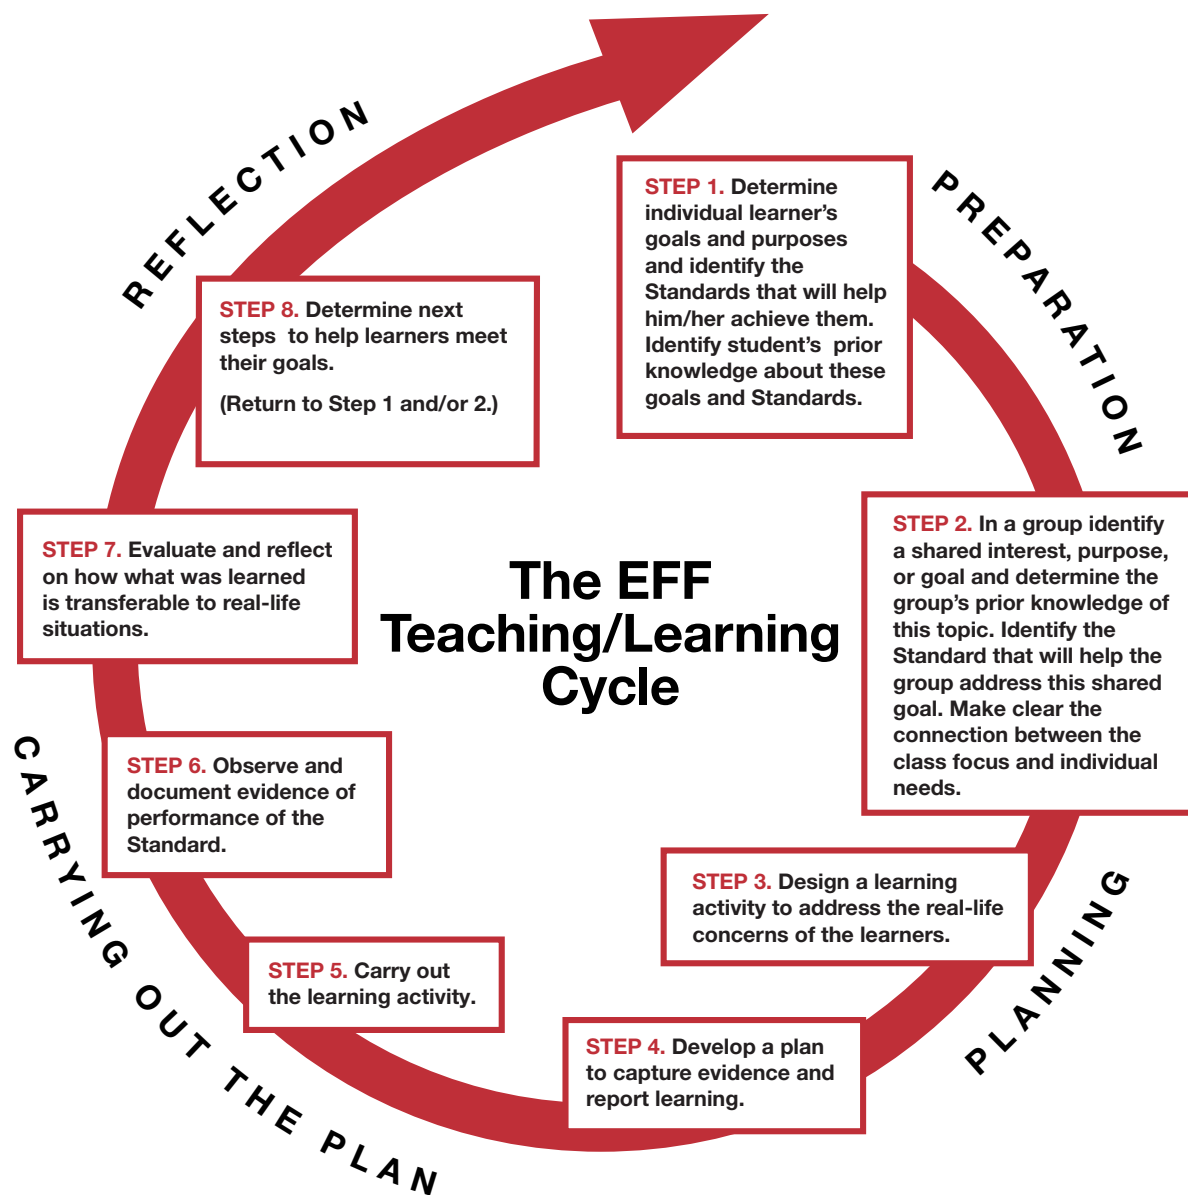 The EFF
Teaching/Learning
Cycle
PREPARATION
STEP 1. Determine
individual learner’s
goals and purposes
and identify the
Standards that will help
him/her achieve them.
Identify student’s prior
knowledge about these
goals and Standards.
STEP 2. In a group identify
a shared interest, purpose,
or goal and determine the
group’s prior knowledge of
this topic. Identify the
Standard that will help the
group address this shared
goal. Make clear the
connection between the
class focus and individual
needs.
PLANNING
STEP 3. Design a learning
activity to address the real-life
concerns of the learners.
STEP 4. Develop a plan
to capture evidence and
report learning.
CARRYING OUT THE PLAN
STEP 5. Carry out
the learning activity.
STEP 6. Observe and
document evidence of
performance of the
Standard.
STEP 7. Evaluate and reflect
on how what was learned
is transferable to real-life
situations.
REFLECTION
STEP 8. Determine next
steps to help learners meet
their goals.
(Return to Step 1 and/or 2.)